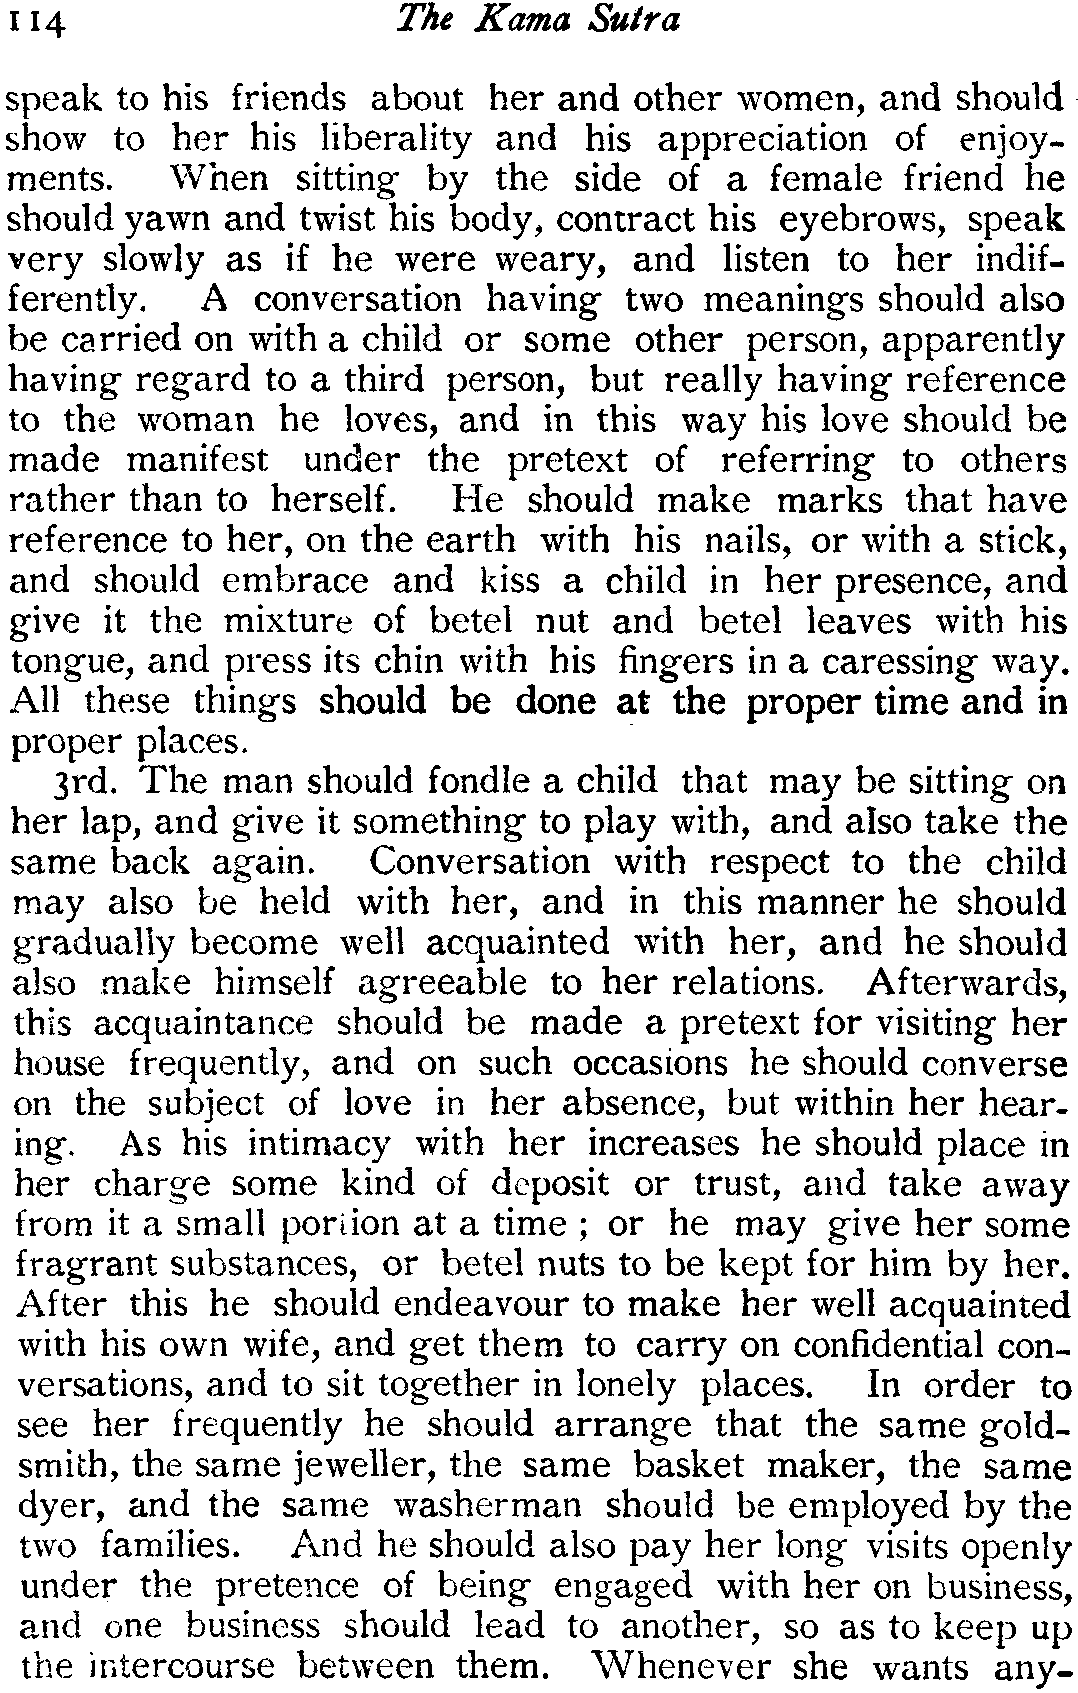 114 The Kama Sutra
speak to his friends about her and other women, and should
show to her his liberality and his appreciation of enjoy-
ments. When sitting by the side of a female friend he
should yawn and twist his body, contract his eyebrows, speak
very slowly as if he were weary, and listen to her indif-
ferently. A conversation having two meanings should also
be carried on with a child or some other person, apparently
having regard to a third person, but really having reference
to the woman he loves, and in this way his love should be
made manifest under the pretext of referring to others
rather than to herself. He should make marks that have
reference to her, on the earth with his nails, or with a stick,
and should embrace and kiss a child in her presence, and
give it the mixture of betel nut and betel leaves with his
tongue, and press its chin with his fingers in a caressing way.
All these things should be done at the proper time and in
proper places.
3rd. The man should fondle a child that may be sitting on
her lap, and give it something to play with, and also take the
same back again. Conversation with respect to the child
may also be held with her, and in this manner he should
gradually become well acquainted with her, and he should
also make himself agreeable to her relations. Afterwards,
this acquaintance should be made a pretext for visiting her
house frequently, and on such occasions he should converse
on the subject of love in her absence, but within her hear-
ing. As his intimacy with her increases he should place in
her charge some kind of deposit or trust, and take away
from it a small portion at a time ; or he may give her some
fragrant substances, or betel nuts to be kept for him by her.
After this he should endeavour to make her well acquainted
with his own wife, and get them to carry on confidential con-
versations, and to sit together in lonely places. In order to
see her frequently he should arrange that the same gold-
smith, the same jeweller, the same basket maker, the same
dyer, and the same washerman should be employed by the
two families. And he should also pay her long visits openly
under the pretence of being engaged with her on business,
and one business should lead to another, so as to keep up
the intercourse between them. Whenever she wants any-